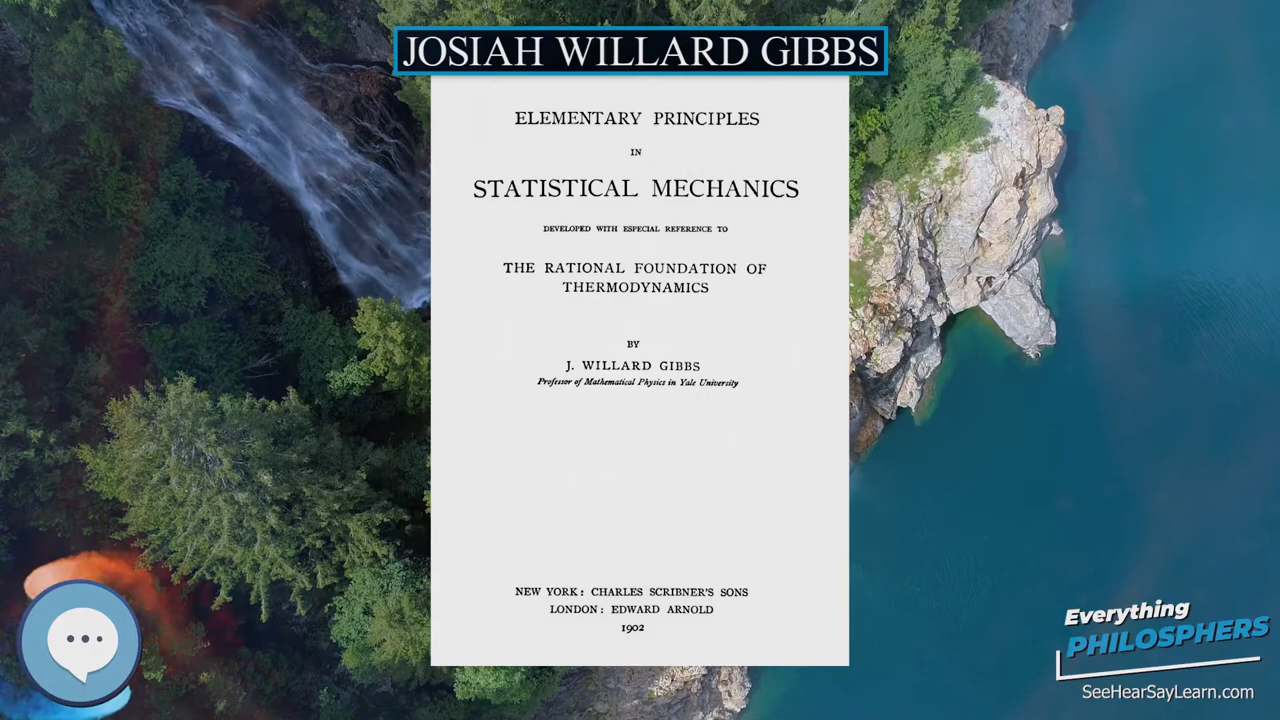 JOSIAH WILLARD GIBBS
ELEMENTARY PRINCIPLES
IN
STATISTICAL MECHANICS
DEVELOPED WITH ESPECIAL REFERENCE TO
THE RATIONAL FOUNDATION OF
THERMODYNAMICS
BY
J. WILLARD GIBBS
Professor of Mathematical Physics in Yale University
NEW YORK: CHARLES SCRIBNER'S SONS
LONDON: EDWARD ARNOLD
1902
Everything
PHILOSPHERS
SeeHearSayLearn.com